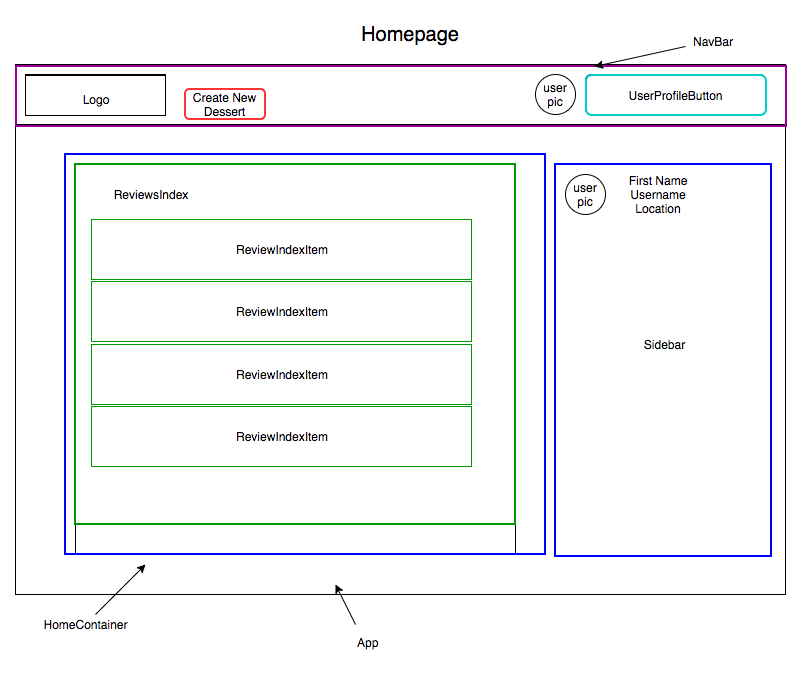 Homepage
NavBar
Logo
Create New
Dessert
user
pic
UserProfileButton
ReviewsIndex
ReviewIndexItem
ReviewIndexItem
ReviewIndexItem
ReviewIndexItem
user
pic
First Name
Username
Location
Sidebar
HomeContainer
App